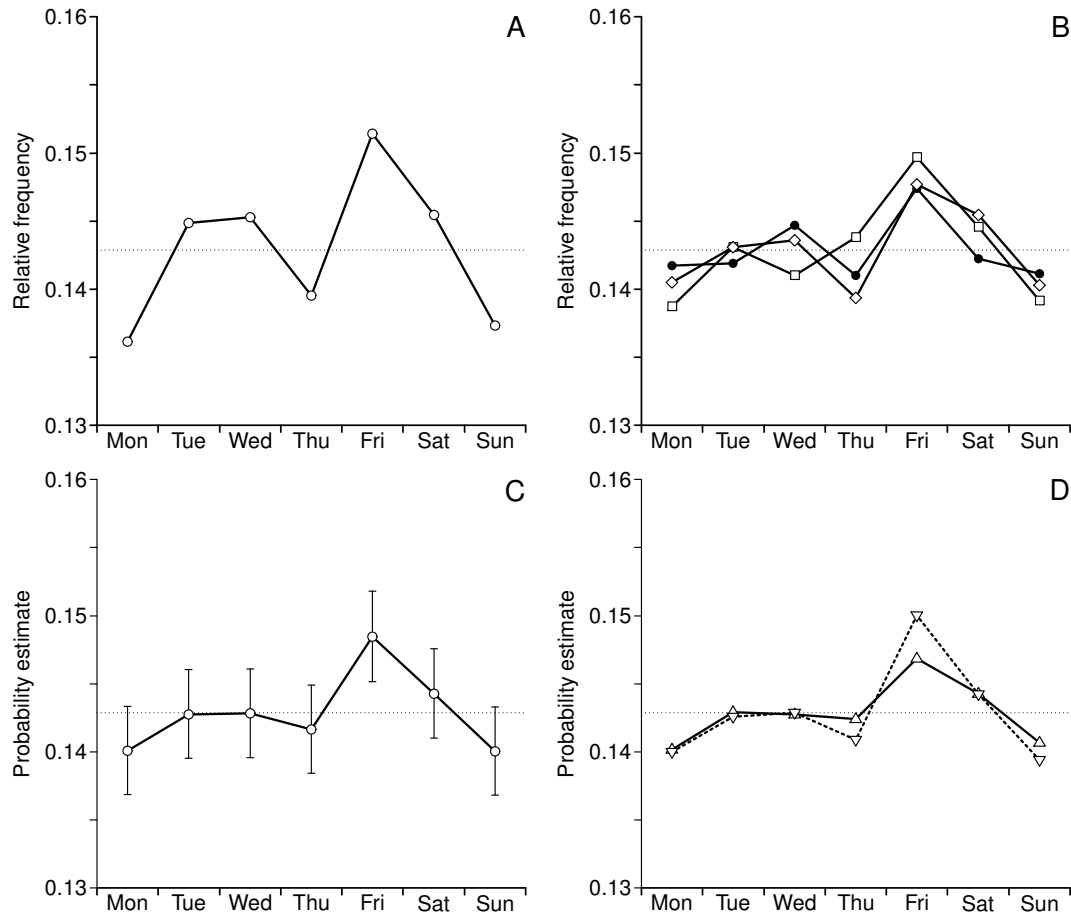 A
Relative frequency
0.16
0.15
0.14
0.13
Mon Tue Wed Thu Fri Sat Sun
B
Relative frequency
0.16
0.15
0.14
0.13
Mon Tue Wed Thu Fri Sat Sun
C
Probability estimate
0.16
0.15
0.14
0.13
Mon Tue Wed Thu Fri Sat Sun
D
Probability estimate
0.16
0.15
0.14
0.13
Mon Tue Wed Thu Fri Sat Sun